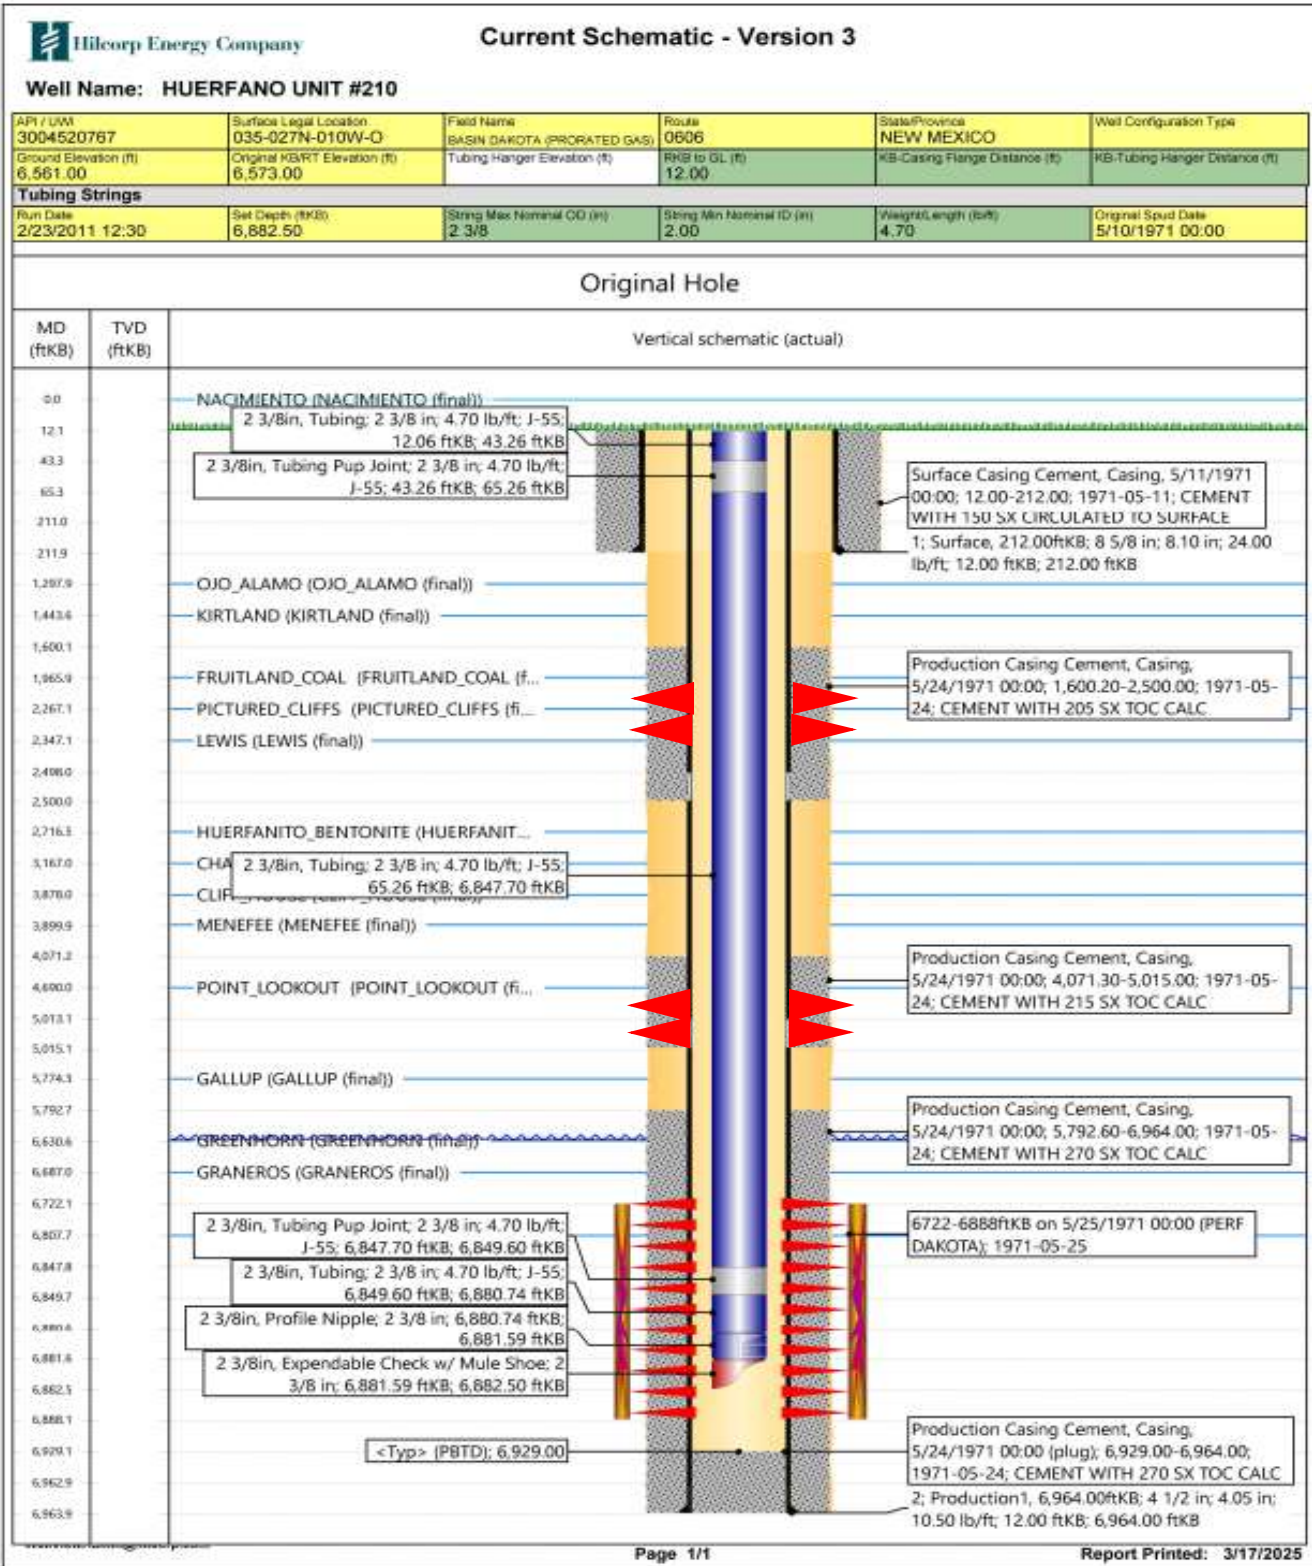 Hilcorp Energy Company
Current Schematic - Version 3
Well Name: HUERFANO UNIT #210
API / UWI
3004520767
Surface Legal Location
035-027N-010W-O
Field Name
BASIN DAKOTA (PRORATED GAS)
Route
0606
State/Province
NEW MEXICO
Well Configuration Type
Ground Elevation (ft)
6,561.00
Original KB/RT Elevation (ft)
6,573.00
Tubing Hanger Elevation (ft)
RKB to GL (ft)
12.00
KB-Casing Flange Distance (ft)
KB-Tubing Hanger Distance (ft)
Tubing Strings
Run Date
2/23/2011 12:30
Set Depth (ftKB)
6,882.50
String Max Nominal OD (in)
2 3/8
String Min Nominal ID (in)
2.00
Weight/Length (lb/ft)
4.70
Original Spud Date
5/10/1971 00:00
Original Hole
MD
(ftKB)
TVD
(ftKB)
Vertical schematic (actual)
0.0
NACIMIENTO (NACIMIENTO (final))
2 3/8in, Tubing; 2 3/8 in; 4.70 lb/ft; J-55;
12.06 ftKB; 43.26 ftKB
12.1
43.3
2 3/8in, Tubing Pup Joint; 2 3/8 in; 4.70 lb/ft;
J-55; 43.26 ftKB; 65.26 ftKB
65.3
Surface Casing Cement, Casing, 5/11/1971
00:00; 12.00-212.00; 1971-05-11; CEMENT
WITH 150 SX CIRCULATED TO SURFACE
211.0
211.9
1; Surface, 212.00ftKB; 8 5/8 in; 8.10 in; 24.00
lb/ft; 12.00 ftKB; 212.00 ftKB
1,297.9
OJO_ALAMO (OJO_ALAMO (final))
1,443.6
KIRTLAND (KIRTLAND (final))
1,600.1
1,965.9
FRUITLAND_COAL (FRUITLAND_COAL (f...
Production Casing Cement, Casing,
5/24/1971 00:00; 1,600.20-2,500.00; 1971-05-
24; CEMENT WITH 205 SX TOC CALC
2,267.1
PICTURED_CLIFFS (PICTURED_CLIFFS (fi...
2,347.1
LEWIS (LEWIS (final))
2,498.0
2,500.0
2,716.5
HUERFANITO_BENTONITE (HUERFANIT...
3,167.0
CHA
2 3/8in, Tubing; 2 3/8 in; 4.70 lb/ft; J-55;
65.26 ftKB; 6,847.70 ftKB
3,878.0
3,899.9
MENEFEE (MENEFEE (final))
4,071.2
4,690.0
POINT_LOOKOUT (POINT_LOOKOUT (fi...
Production Casing Cement, Casing,
5/24/1971 00:00; 4,071.30-5,015.00; 1971-05-
24; CEMENT WITH 215 SX TOC CALC
5,013.1
5,015.1
5,774.3
GALLUP (GALLUP (final))
5,792.7
6,630.6
GREENHORN (GREENHORN (final))
Production Casing Cement, Casing,
5/24/1971 00:00; 5,792.60-6,964.00; 1971-05-
24; CEMENT WITH 270 SX TOC CALC
6,687.0
GRANEROS (GRANEROS (final))
6,722.1
6,807.7
2 3/8in, Tubing Pup Joint; 2 3/8 in; 4.70 lb/ft;
J-55; 6,847.70 ftKB; 6,849.60 ftKB
6722-6888ftKB on 5/25/1971 00:00 (PERF
DAKOTA); 1971-05-25
6,847.8
2 3/8in, Tubing; 2 3/8 in; 4.70 lb/ft; J-55;
6,849.60 ftKB; 6,880.74 ftKB
6,849.7
6,880.6
2 3/8in, Profile Nipple; 2 3/8 in; 6,880.74 ftKB;
6,881.59 ftKB
6,881.6
2 3/8in, Expendable Check w/ Mule Shoe; 2
3/8 in; 6,881.59 ftKB; 6,882.50 ftKB
6,882.5
6,888.1
6,929.1
<Typ> (PBTD); 6,929.00
Production Casing Cement, Casing,
5/24/1971 00:00 (plug); 6,929.00-6,964.00;
1971-05-24; CEMENT WITH 270 SX TOC CALC
6,962.9
6,963.9
2; Production1, 6,964.00ftKB; 4 1/2 in; 4.05 in;
10.50 lb/ft; 12.00 ftKB; 6,964.00 ftKB
Page 1/1
Report Printed: 3/17/2025